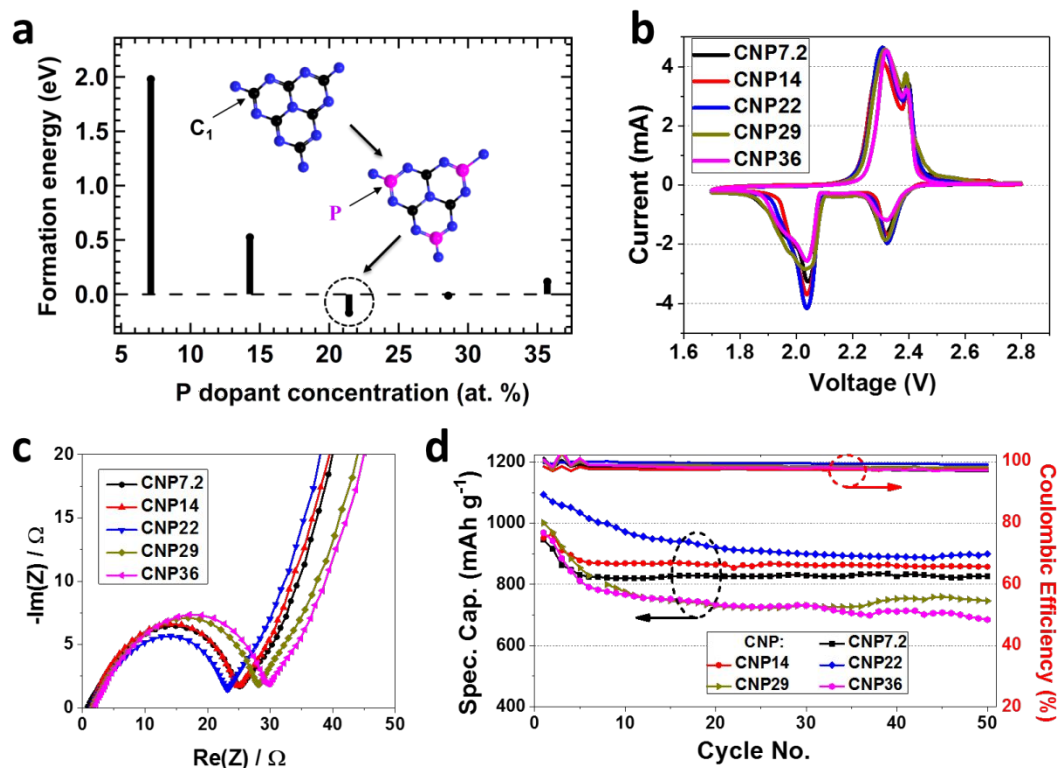 a
Formation energy (eV)
2.0
1.5
1.0
0.5
0.0
C1
P
5 10 15 20 25 30 35
P dopant concentration (at. %)
b
Current (mA)
4
2
0
-2
-4
CNP7.2
CNP14
CNP22
CNP29
CNP36
1.6 1.8 2.0 2.2 2.4 2.6 2.8
Voltage (V)
c
-Im(Z) / Ω
20
15
10
5
0
CNP7.2
CNP14
CNP22
CNP29
CNP36
0 10 20 30 40 50
Re(Z) / Ω
d
Spec. Cap. (mAh g-1)
1200
1000
800
600
400
CNP:
CNP7.2
CNP14
CNP22
CNP29
CNP36
0 10 20 30 40 50
Cycle No.
100
80
60
40
20
Coulombic Efficiency (%)